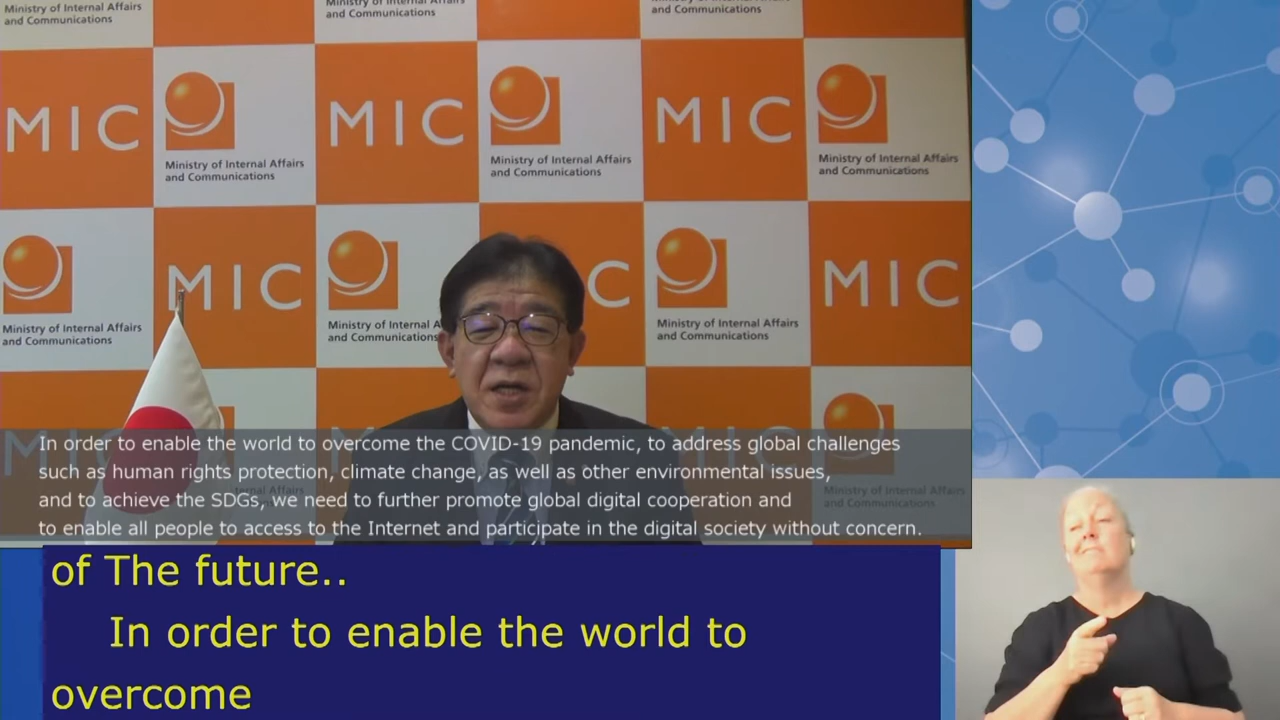 Ministry of Internal Affairs
and Communications
Ministry of Internal Affairs
and Communications
Ministry of Internal Affairs
and Communications
MIC
Ministry of Internal Affairs
and Communications
MIC
Ministry of Internal Affairs
and Communications
MIC
Ministry of Internal Affairs
and Communications
Ministry of Internal Affairs
and Communications
MIC
Ministry of Internal A
and Communications
C
Ministry of Internal Affairs
and Communications
MIC
Ministry of Internal Affairs
and Communications
In order to enable the world to overcome the COVID-19 pandemic, to address global challenges
such as human rights protection, climate change, as well as other environmental issues,
and to achieve the SDGs, we need to further promote global digital cooperation and
to enable all people to access to the Internet and participate in the digital society without concern.
of The future..
In order to enable the world to
overcome